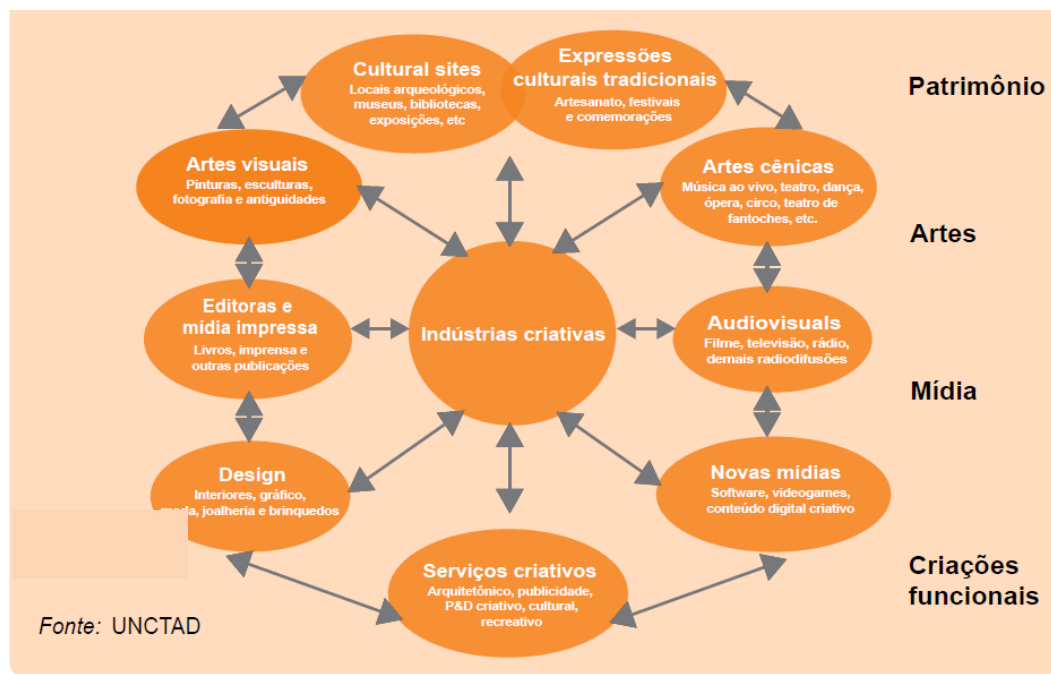 Cultural sites
Locais arqueológicos,
museus, bibliotecas,
exposições, etc
Expressões
culturais tradicionais
Artesanato, festivais
e comemorações
Patrimônio
Artes visuais
Pinturas, esculturas,
fotografia e antiguidades
Artes cênicas
Música ao vivo, teatro, dança,
ópera, circo, teatro de
fantoches, etc.
Artes
Editoras e
mídia impressa
Livros, imprensa e
outras publicações
Indústrias criativas
Audiovisuals
Filme, televisão, rádio,
demais radiodifusões
Mídia
Design
Interiores, gráfico,
moda, joalheria e brinquedos
Novas mídias
Software, videogames,
conteúdo digital criativo
Serviços criativos
Arquitetônico, publicidade,
P&D criativo, cultural,
recreativo
Criações
funcionais
Fonte: UNCTAD